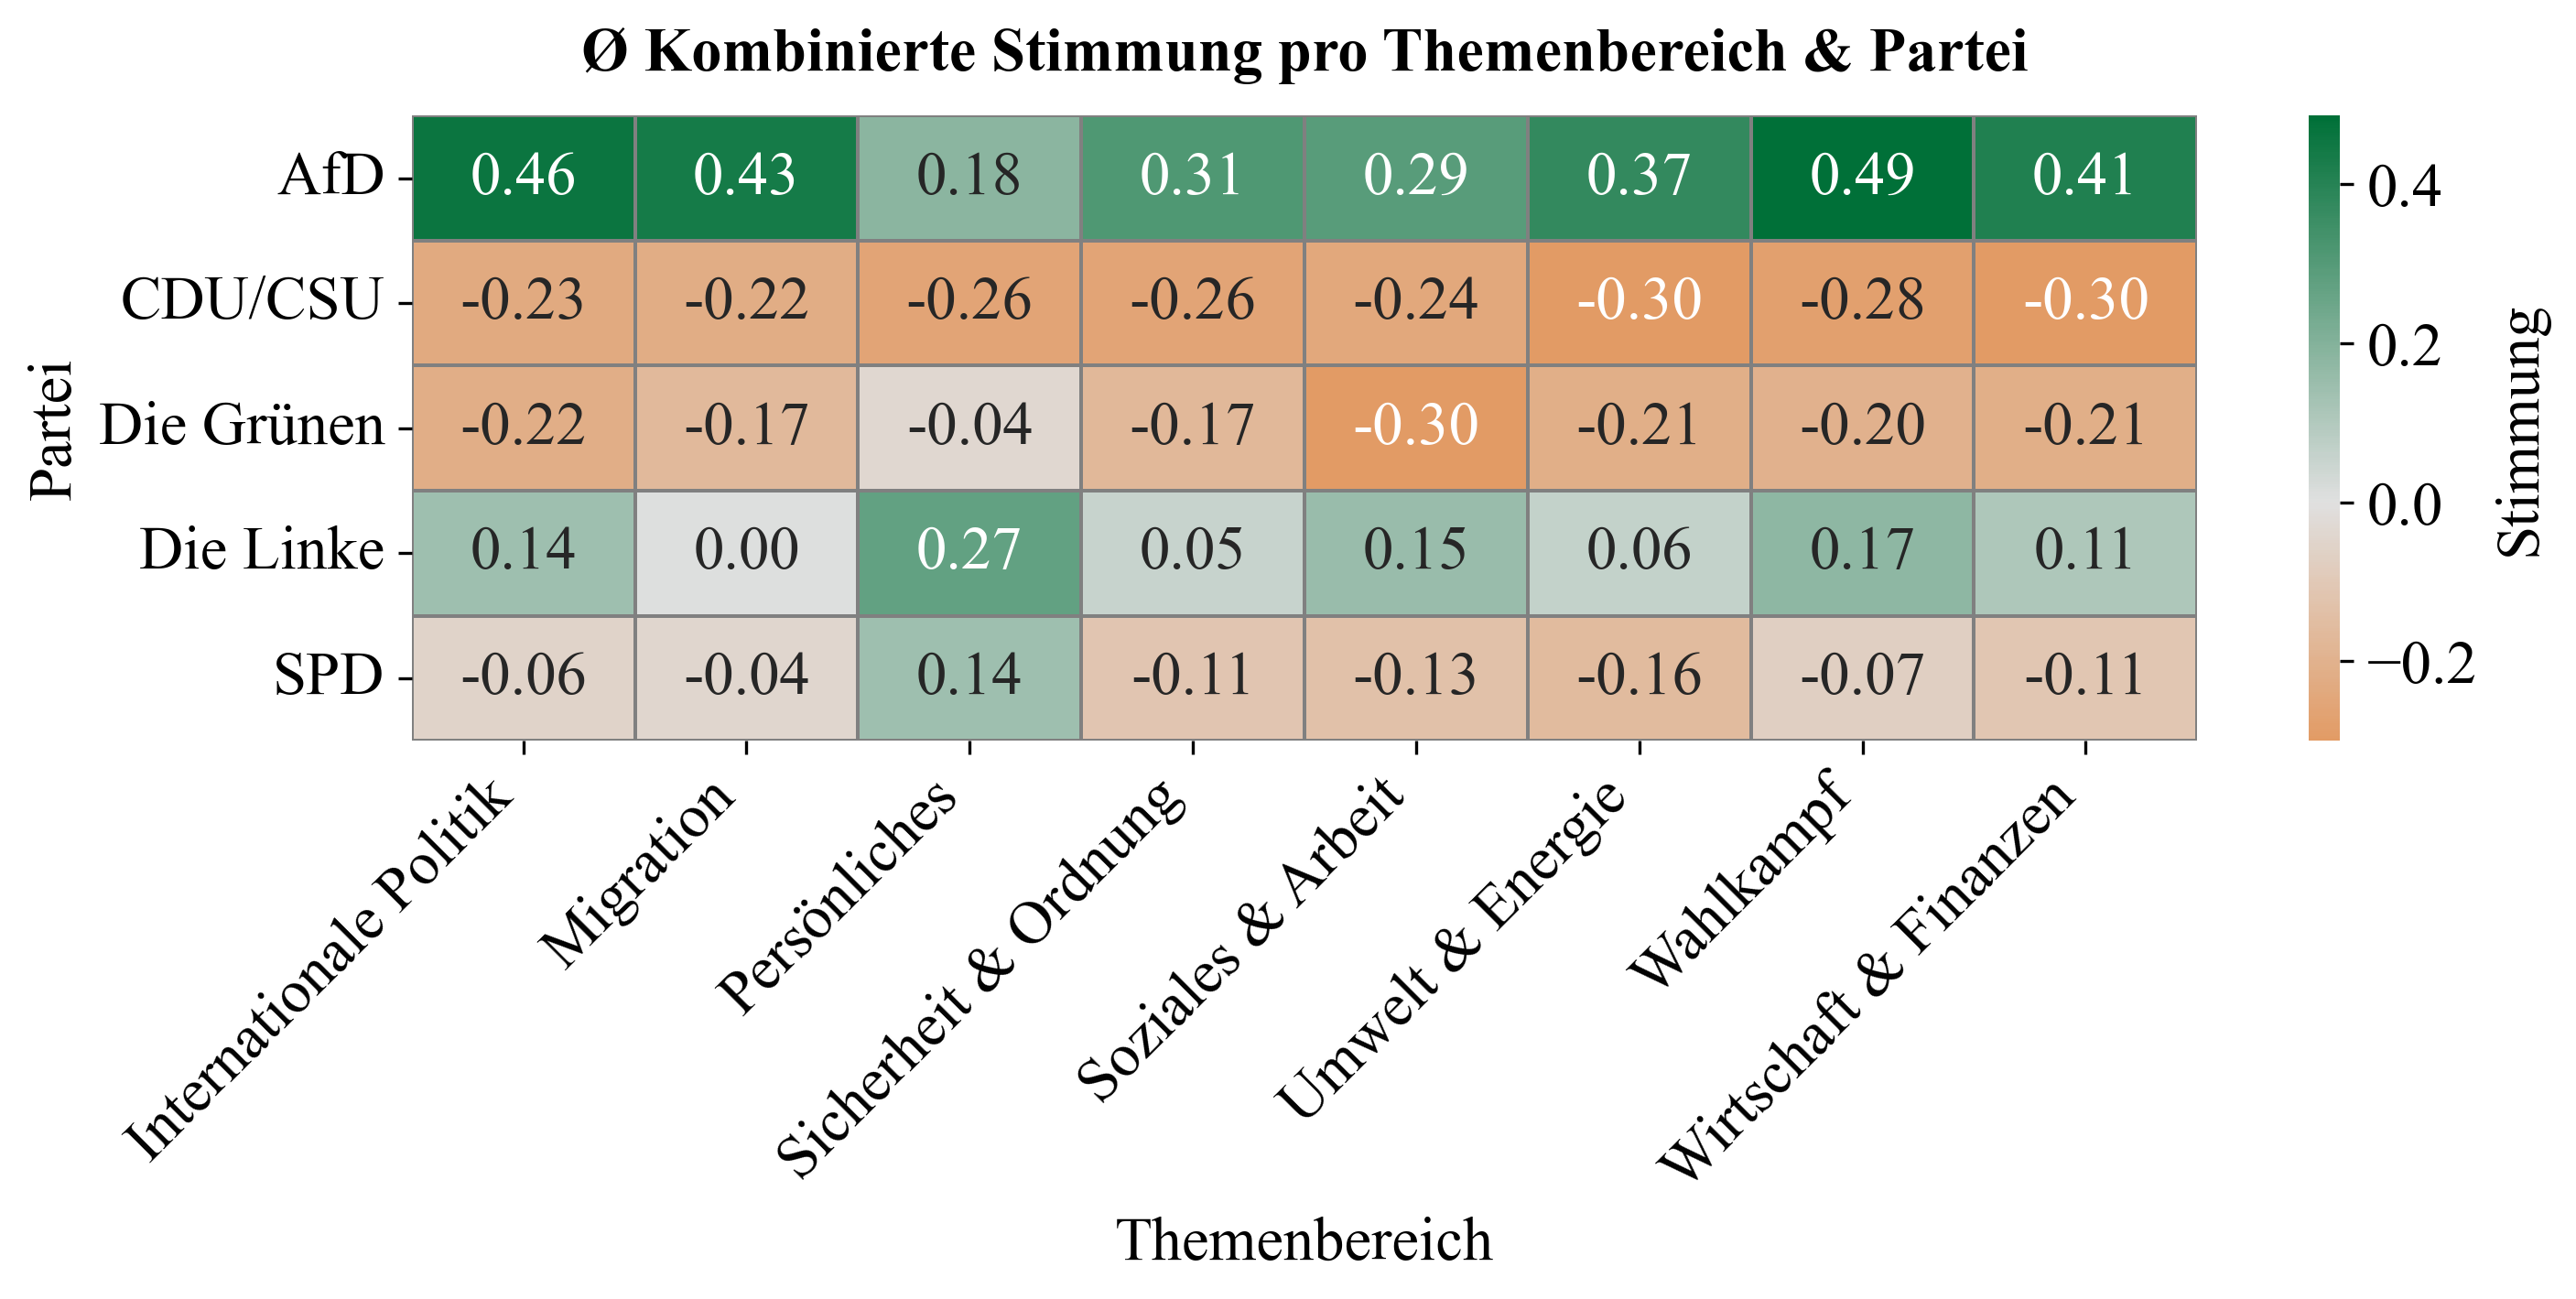 Ø Kombinierte Stimmung pro Themenbereich & Partei
Partei
AfD 0.46 0.43 0.18 0.31 0.29 0.37 0.49 0.41
CDU/CSU -0.23 -0.22 -0.26 -0.26 -0.24 -0.30 -0.28 -0.30
Die Grünen -0.22 -0.17 -0.04 -0.17 -0.30 -0.21 -0.20 -0.21
Die Linke 0.14 0.00 0.27 0.05 0.15 0.06 0.17 0.11
SPD -0.06 -0.04 0.14 -0.11 -0.13 -0.16 -0.07 -0.11
Internationale Politik
Migration
Persönliches
Sicherheit & Ordnung
Soziales & Arbeit
Umwelt & Energie
Wahlkampf
Wirtschaft & Finanzen
Themenbereich
0.4
0.2
0.0
−0.2
Stimmung